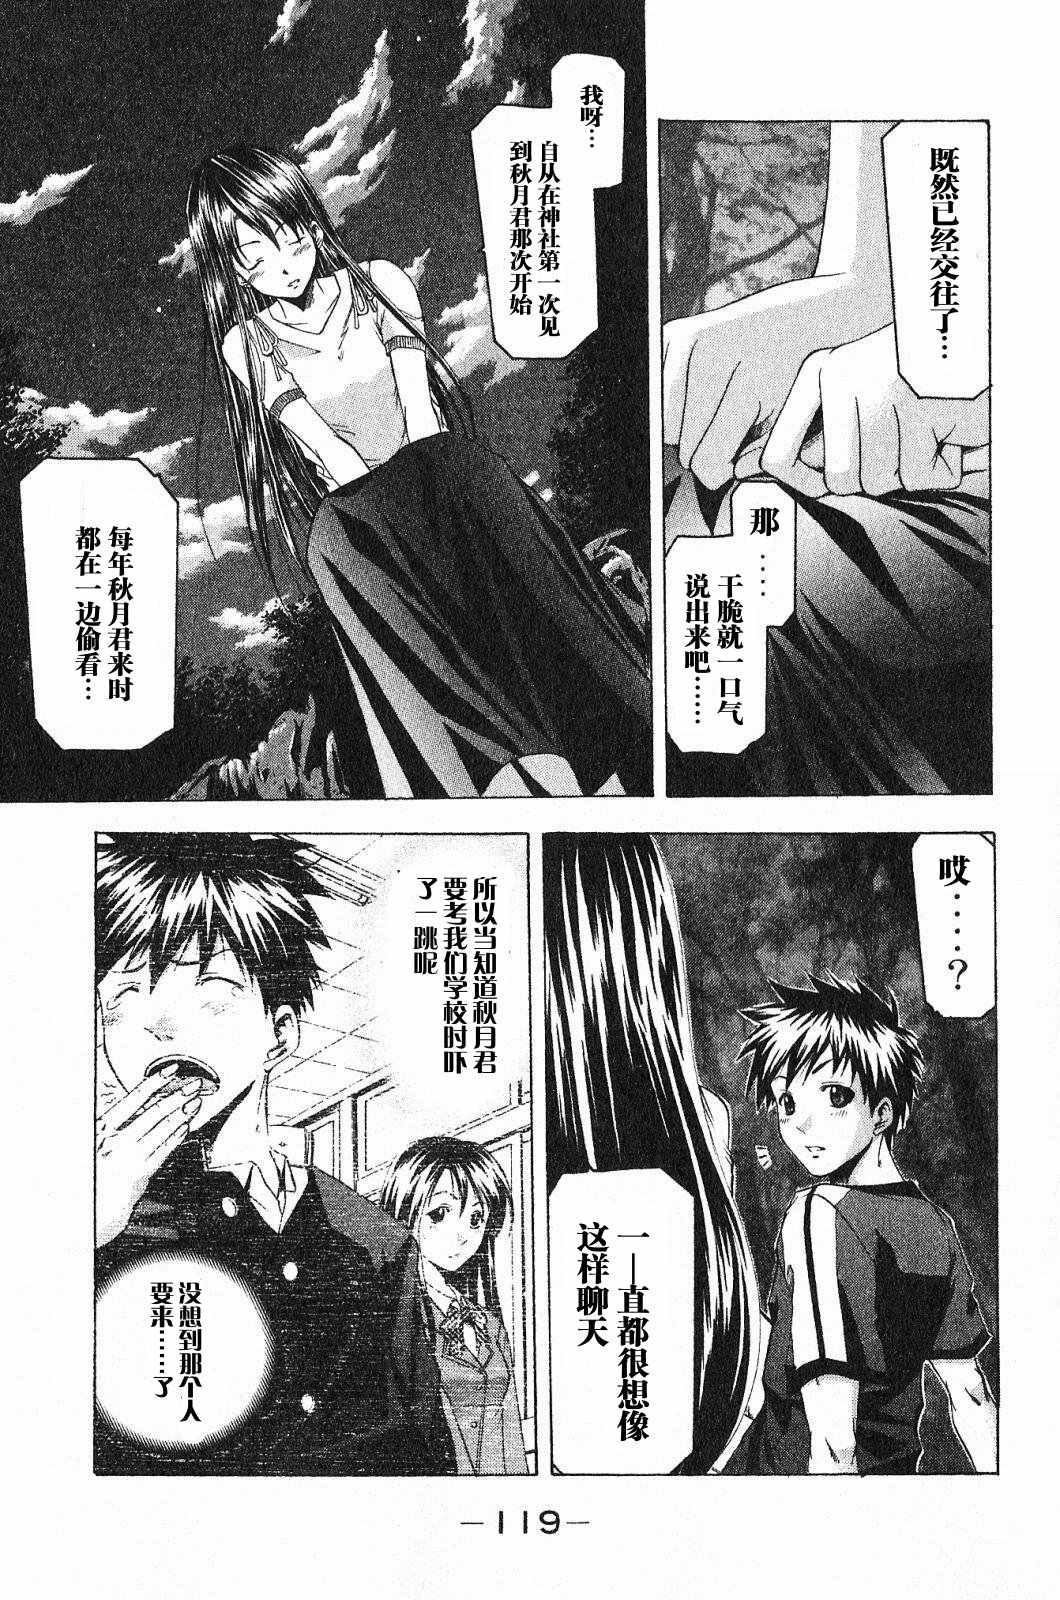 既然已经交往了…
那‥‥
干脆就一口气
说出来吧……
我呀…
自从在神社第一次见
到秋月君那次开始
每年秋月君来时
都在一边偷看…
哎‥‥‥?
一—直都很想像
这样聊天
所以当知道秋月君
要考我们学校时吓
了一跳呢
没想到那个人
要来……了
—119—